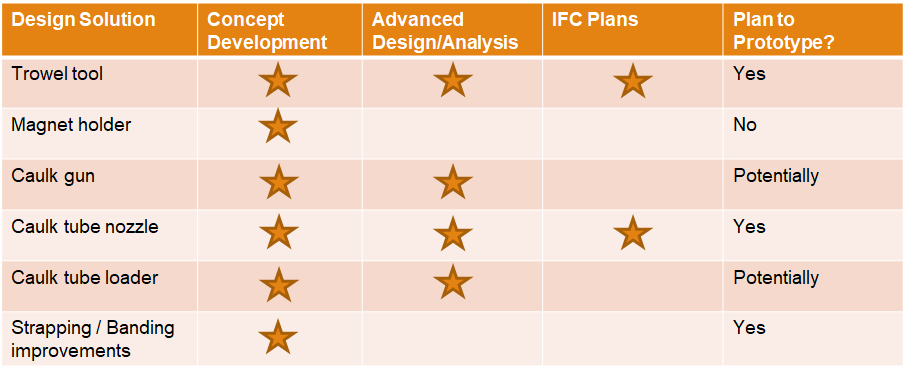 Design Solution
Concept Development
Advanced Design/Analysis
IFC Plans
Plan to Prototype?
Trowel tool
Yes
Magnet holder
No
Caulk gun
Potentially
Caulk tube nozzle
Yes
Caulk tube loader
Potentially
Strapping / Banding
improvements
Yes